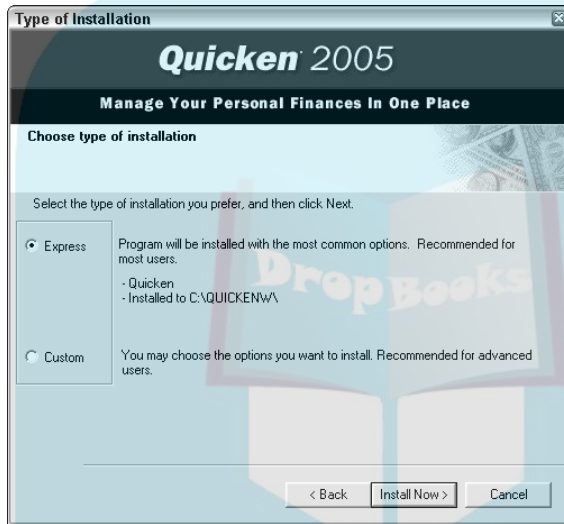 Type of Installation
Quicken 2005
Manage Your Personal Finances In One Place
Choose type of installation
Select the type of installation you prefer, and then click Next.
Express
Program will be installed with the most common options. Recommended for
most users.
- Quicken
- Installed to C:\QUICKENW\
DropBooks
Custom
You may choose the options you want to install. Recommended for advanced
users.
< Back
Install Now >
Cancel